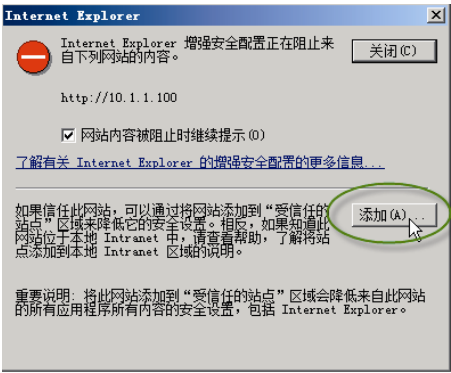 Internet Explorer
Internet Explorer 增强安全配置正在阻止来
自下列网站的内容。
关闭(C)
http://10.1.1.100
网站内容被阻止时继续提示(O)
了解有关 Internet Explorer 的增强安全配置的更多信息...
如果信任此网站，可以通过将网站添加到“受信任的
站点”区域来降低它的安全设置。相反，如果知道此
网站位于本地 Intranet 中，请查看帮助，了解将站
点添加到本地 Intranet 区域的说明。
添加(A)...
重要说明: 将此网站添加到“受信任的站点”区域会降低来自此网站
的所有应用程序所有内容的安全设置，包括 Internet Explorer。